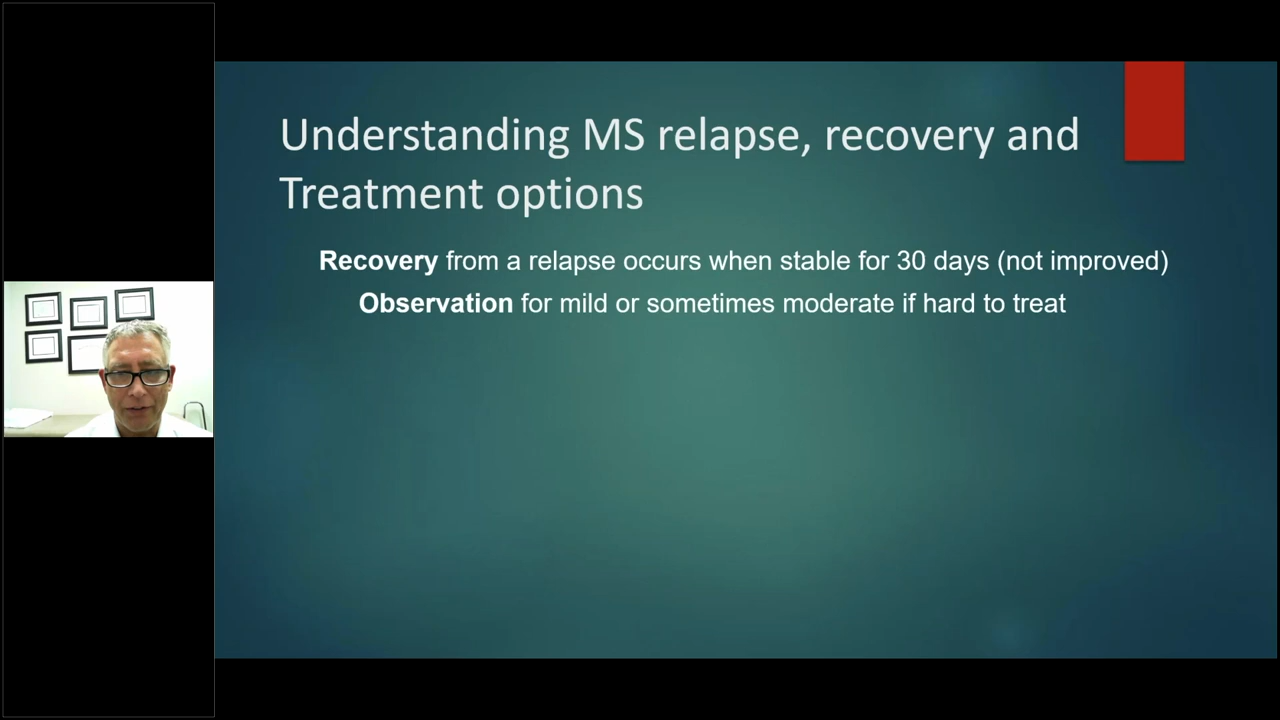 Understanding MS relapse, recovery and
Treatment options
Recovery from a relapse occurs when stable for 30 days (not improved)
Observation for mild or sometimes moderate if hard to treat